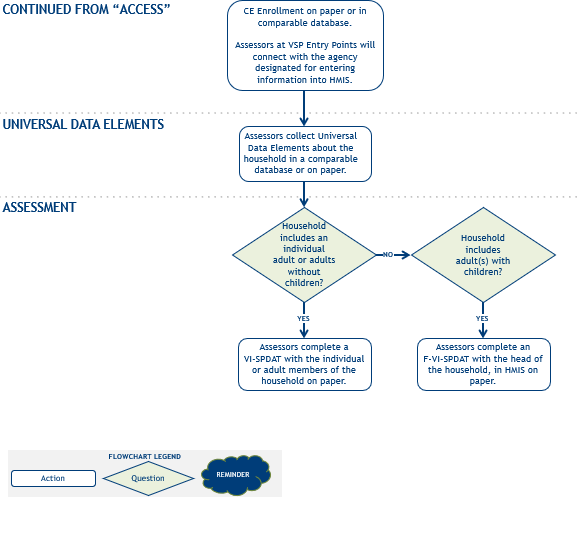 CONTINUED FROM “ACCESS”
CE Enrollment on paper or in
comparable database.
Assessors at VSP Entry Points will
connect with the agency
designated for entering
information into HMIS.
UNIVERSAL DATA ELEMENTS
Assessors collect Universal
Data Elements about the
household in a comparable
database or on paper.
ASSESSMENT
Household
includes an
individual
adult or adults
without
children?
NO
Household
includes
adult(s) with
children?
YES
YES
Assessors complete a
VI-SPDAT with the individual
or adult members of the
household on paper.
Assessors complete an
F-VI-SPDAT with the head of
the household, in HMIS on
paper.
FLOWCHART LEGEND
Action
Question
REMINDER